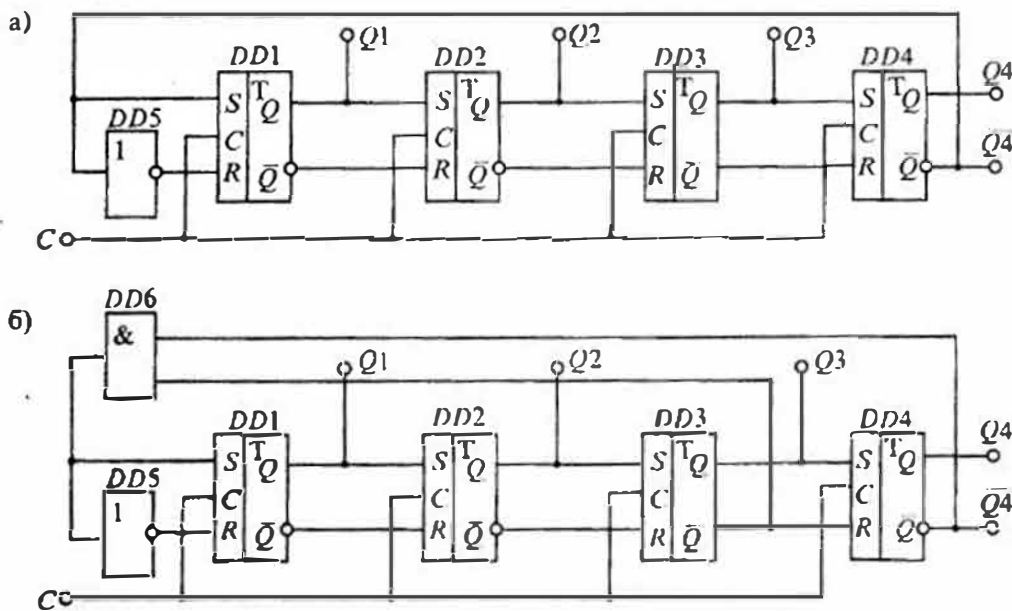 а)
Q1 Q2 Q3
DD1 DD2 DD3 DD4
S T Q S T Q S T Q S T Q Q4
DD5
C C C C
1
R Q̅ R Q̅ R Q̅ R Q̅ Q̅4̅
C
DD6
б)
&
Q1 Q2 Q3
DD1 DD2 DD3 DD4
S T Q S T Q S T Q S T Q Q4
DD5
C C C C
1
R Q̅ R Q̅ R Q̅ R Q̅ Q̅4̅
C